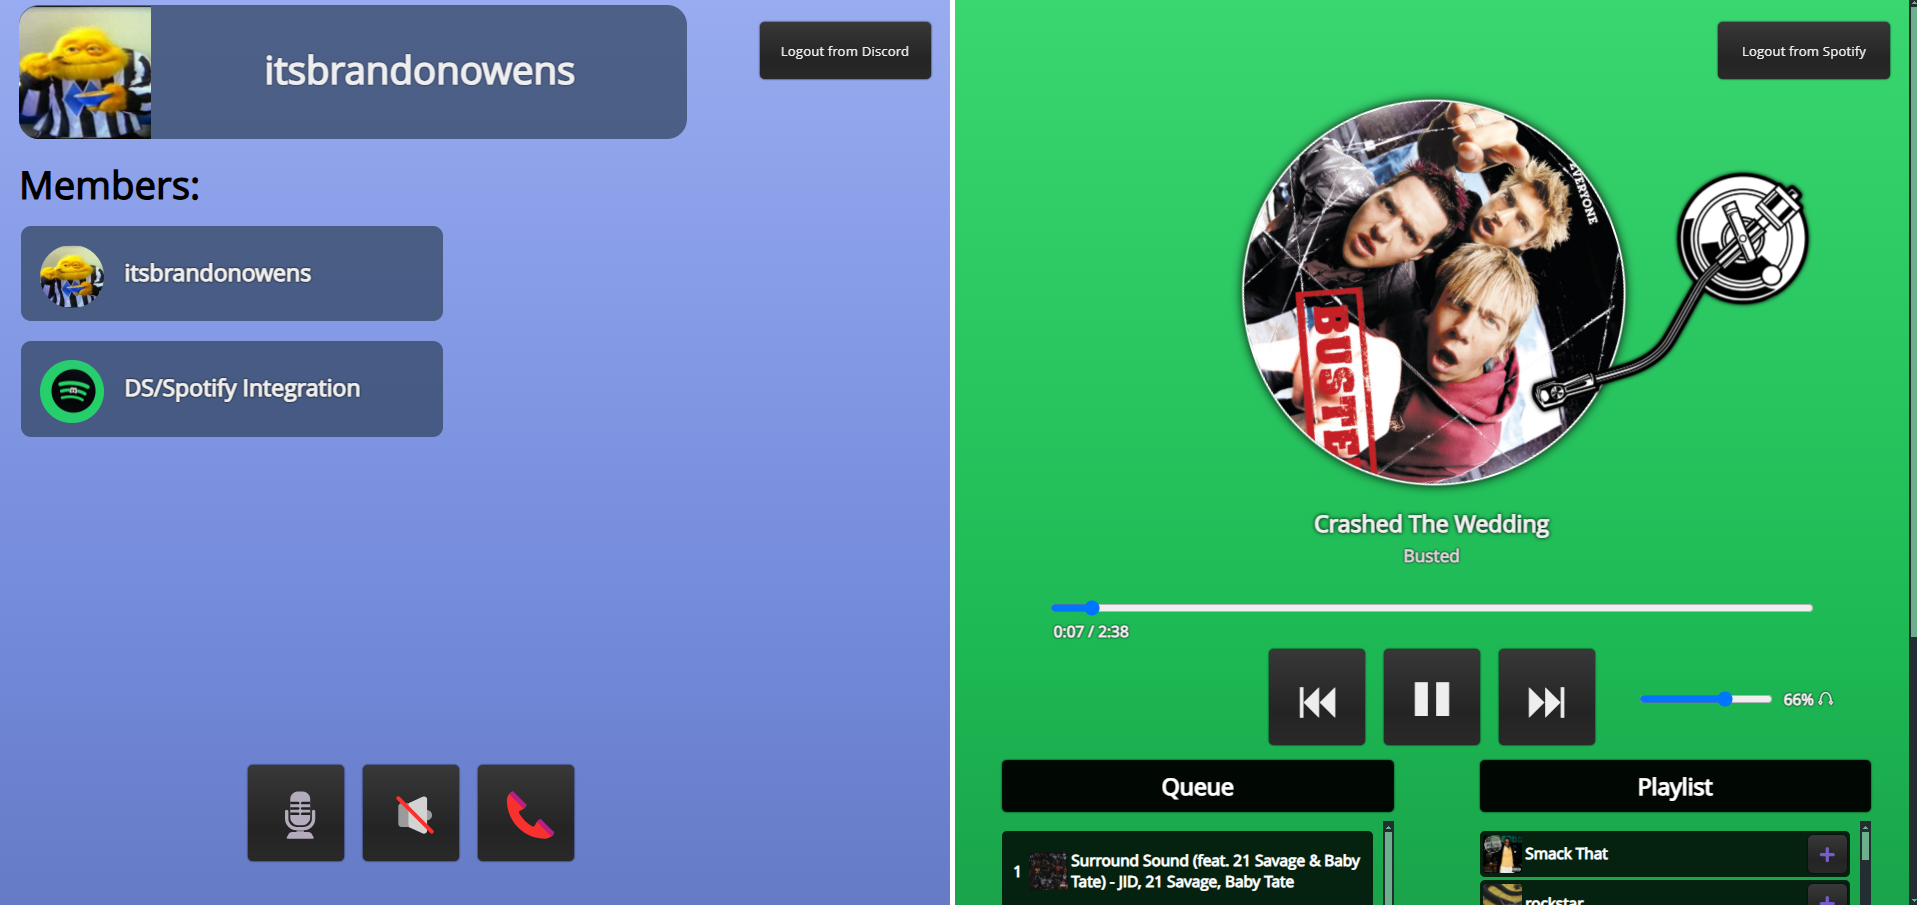 itsbrandonowens
Logout from Discord
Members:
itsbrandonowens
DS/Spotify Integration
Logout from Spotify
EVERYONE
BUSTE
Crashed The Wedding
Busted
0:07 / 2:38
66%
Queue
Playlist
1
Surround Sound (feat. 21 Savage & Baby
Tate) - JID, 21 Savage, Baby Tate
Smack That
+
rockstar
+